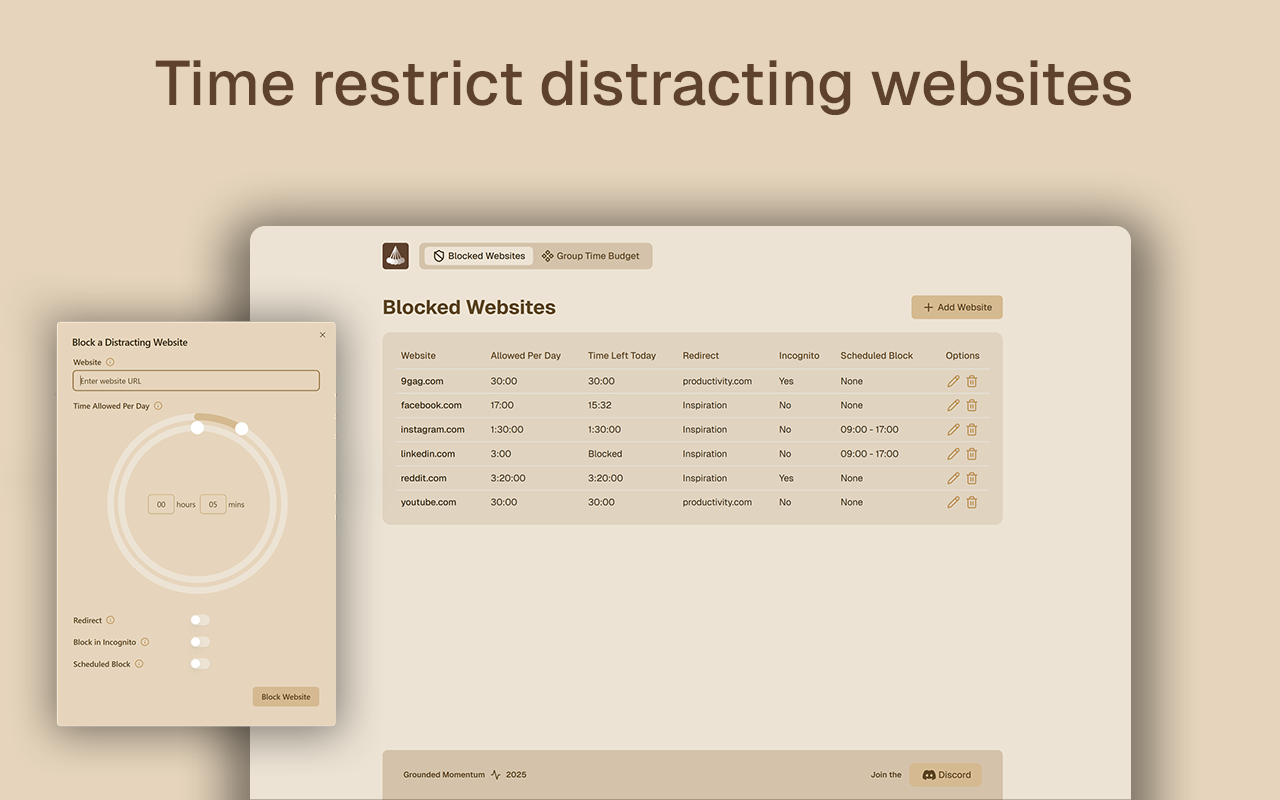 Time restrict distracting websites
Blocked Websites Group Time Budget
Blocked Websites
Add Website
Website Allowed Per Day Time Left Today Redirect Incognito Scheduled Block Options
9gag.com 30:00 30:00 productivity.com Yes None
facebook.com 17:00 15:32 Inspiration No None
instagram.com 1:30:00 1:30:00 Inspiration No 09:00 - 17:00
linkedin.com 3:00 Blocked Inspiration No 09:00 - 17:00
reddit.com 3:20:00 3:20:00 Inspiration Yes None
youtube.com 30:00 30:00 productivity.com No None
Block a Distracting Website
Website
Enter website URL
Time Allowed Per Day
00 hours 05 mins
Redirect
Block in Incognito
Scheduled Block
Block Website
Grounded Momentum 2025
Join the Discord